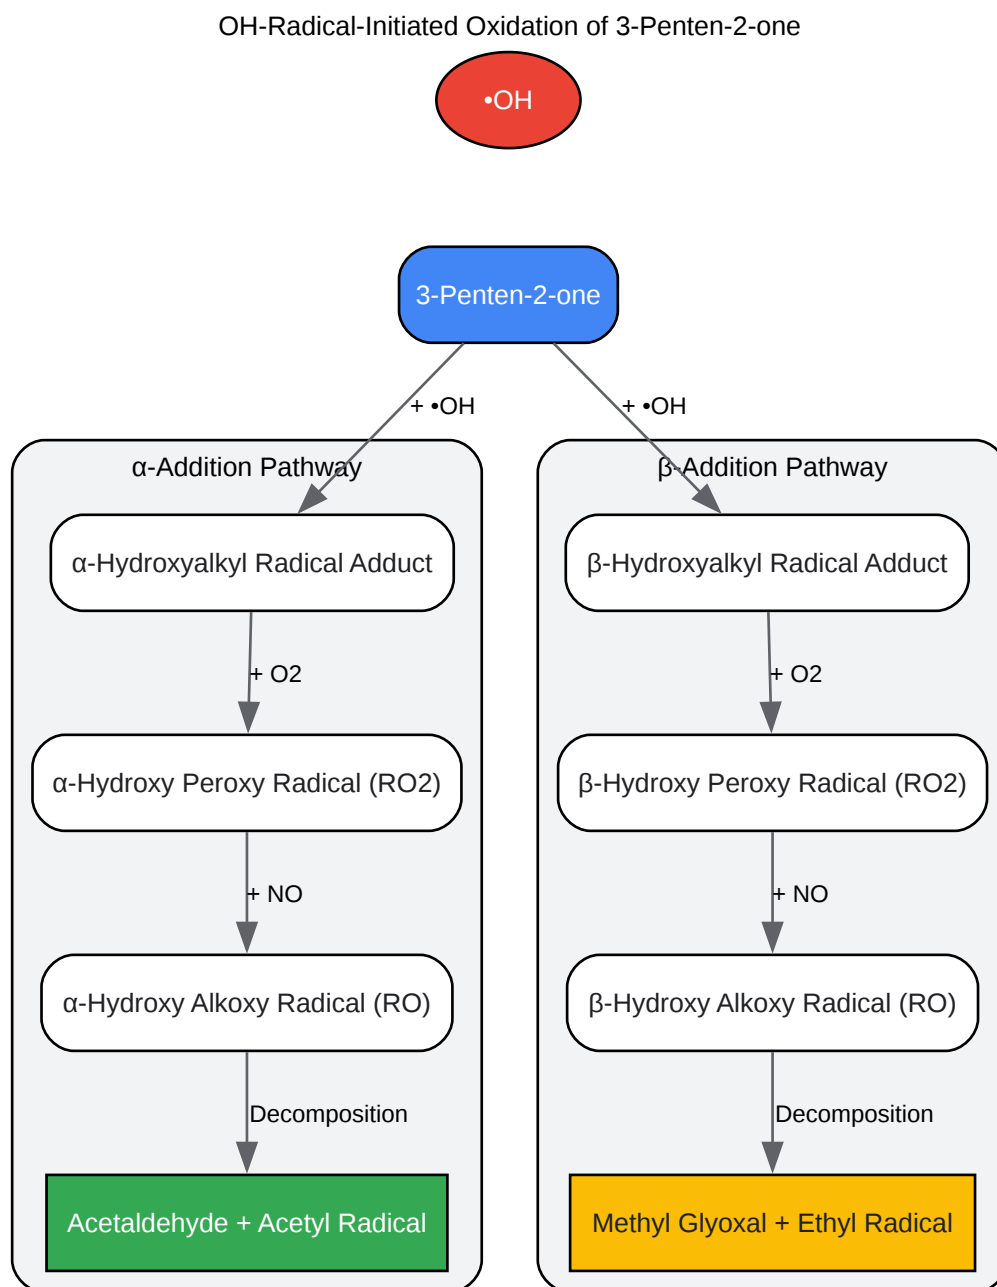 OH-Radical-Initiated Oxidation of 3-Penten-2-one
•OH
3-Penten-2-one
+ •OH
+ •OH
α-Addition Pathway
β-Addition Pathway
α-Hydroxyalkyl Radical Adduct
β-Hydroxyalkyl Radical Adduct
+ O2
+ O2
α-Hydroxy Peroxy Radical (RO2)
β-Hydroxy Peroxy Radical (RO2)
+ NO
+ NO
α-Hydroxy Alkoxy Radical (RO)
β-Hydroxy Alkoxy Radical (RO)
Decomposition
Decomposition
Acetaldehyde + Acetyl Radical
Methyl Glyoxal + Ethyl Radical